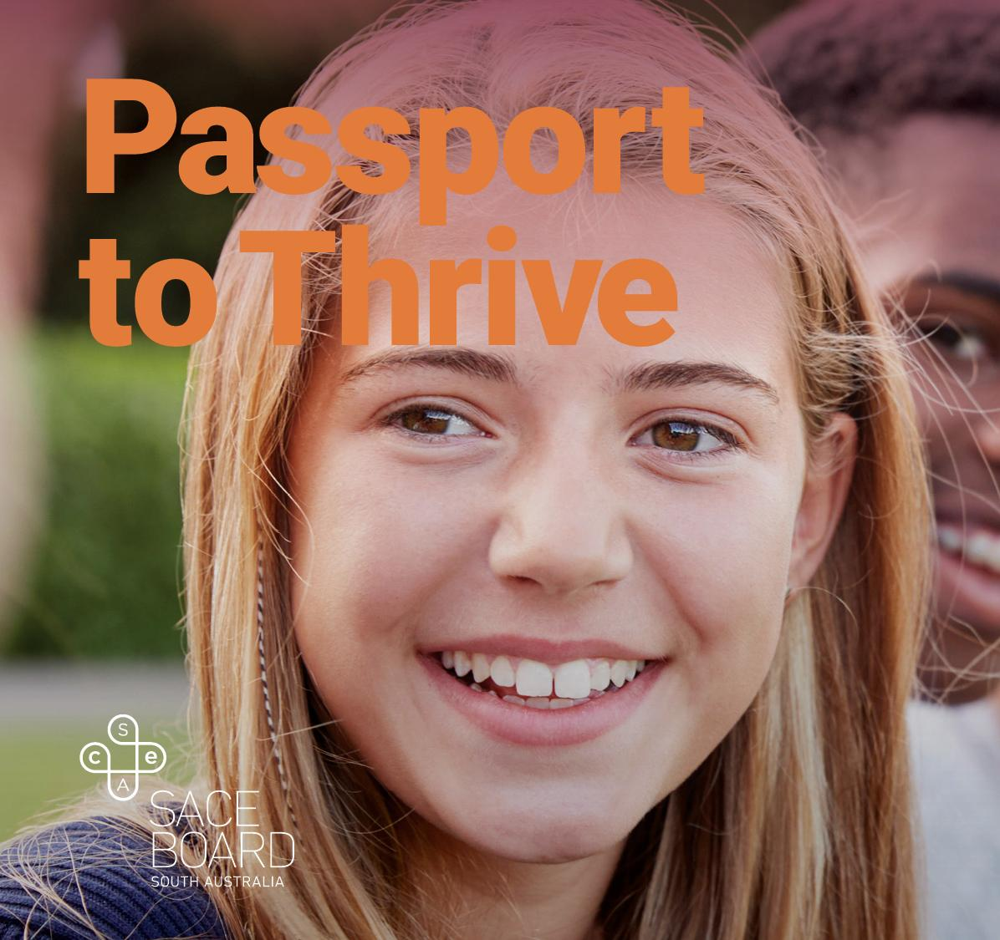 Passport
to Thrive
S
C e
A
SACE
BOARD
SOUTH AUSTRALIA